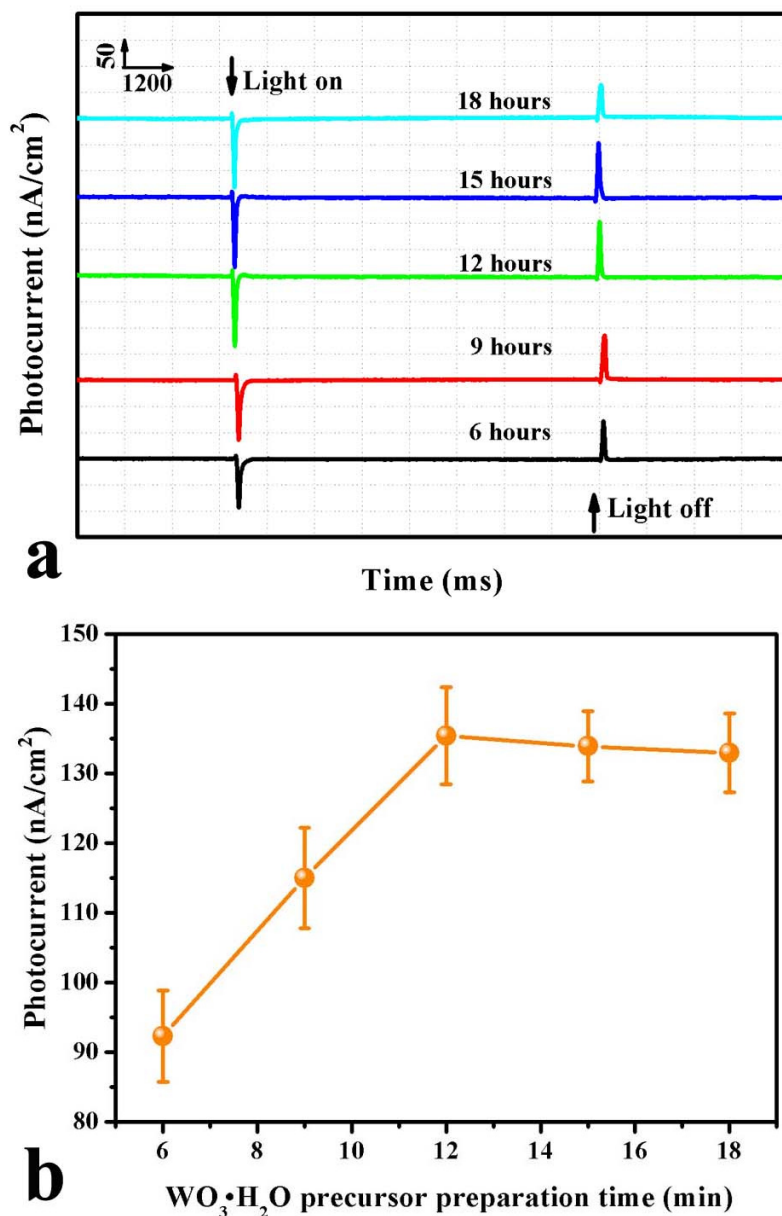 50
1200
Light on
18 hours
15 hours
12 hours
9 hours
6 hours
Light off
Photocurrent (nA/cm²)
Time (ms)
a
150
140
130
120
110
100
90
80
Photocurrent (nA/cm²)
6 8 10 12 14 16 18
WO₃•H₂O precursor preparation time (min)
b